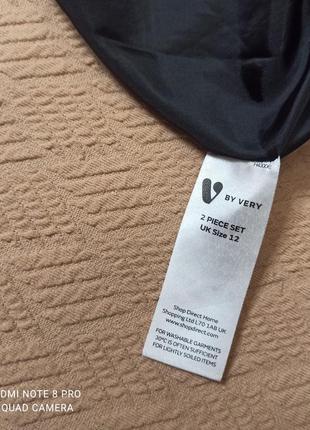 V BY VERY
2 PIECE SET
UK Size 12
Shop Direct Home
Shopping Ltd L70 1AB UK
www.shopdirect.com
FOR WASHABLE GARMENTS
30°C IS OFTEN SUFFICIENT
FOR LIGHTLY SOILED ITEMS
DMI NOTE 8 PRO
QUAD CAMERA